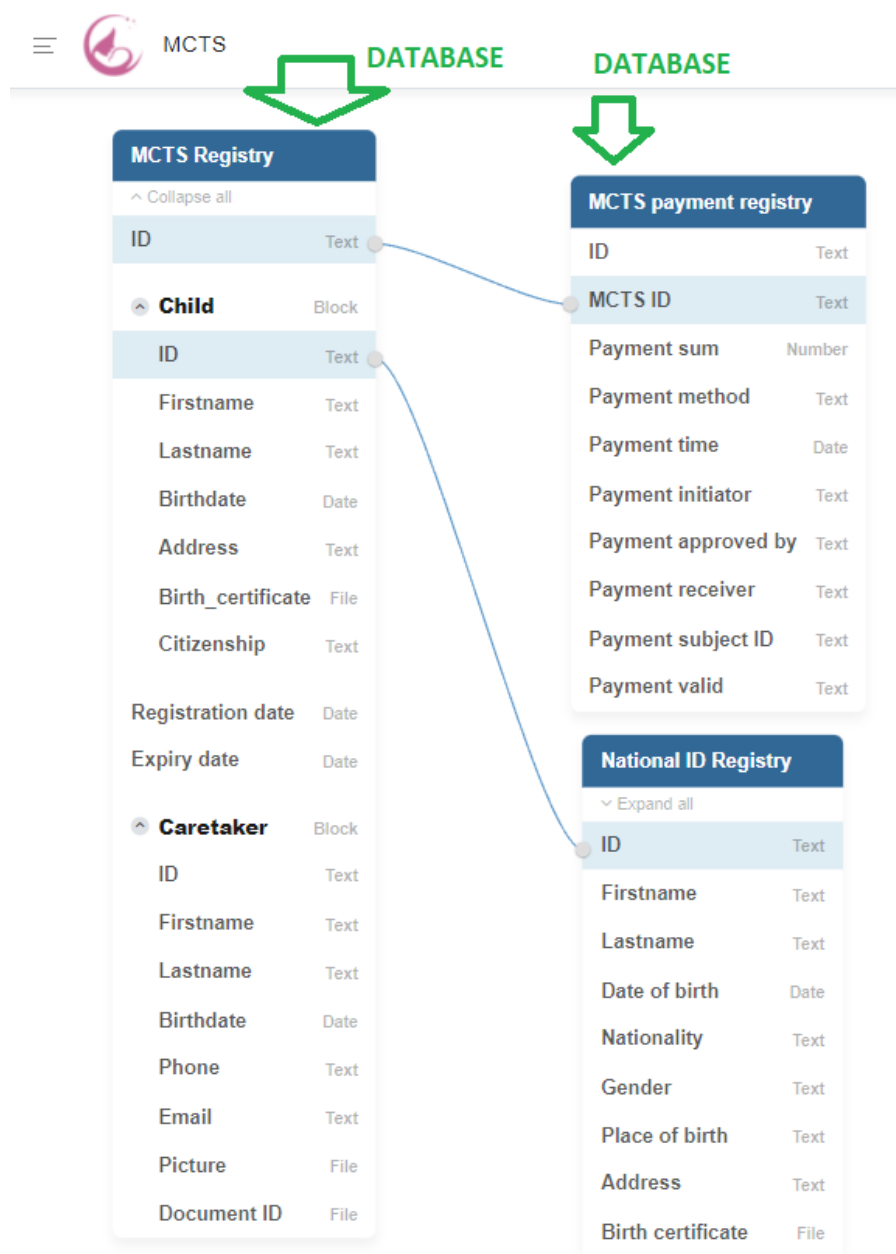 MCTS
DATABASE
DATABASE
MCTS Registry
Collapse all
ID Text
Child Block
ID Text
Firstname Text
Lastname Text
Birthdate Date
Address Text
Birth_certificate File
Citizenship Text
Registration date Date
Expiry date Date
Caretaker Block
ID Text
Firstname Text
Lastname Text
Birthdate Date
Phone Text
Email Text
Picture File
Document ID File
MCTS payment registry
ID Text
MCTS ID Text
Payment sum Number
Payment method Text
Payment time Date
Payment initiator Text
Payment approved by Text
Payment receiver Text
Payment subject ID Text
Payment valid Text
National ID Registry
Expand all
ID Text
Firstname Text
Lastname Text
Date of birth Date
Nationality Text
Gender Text
Place of birth Text
Address Text
Birth certificate File